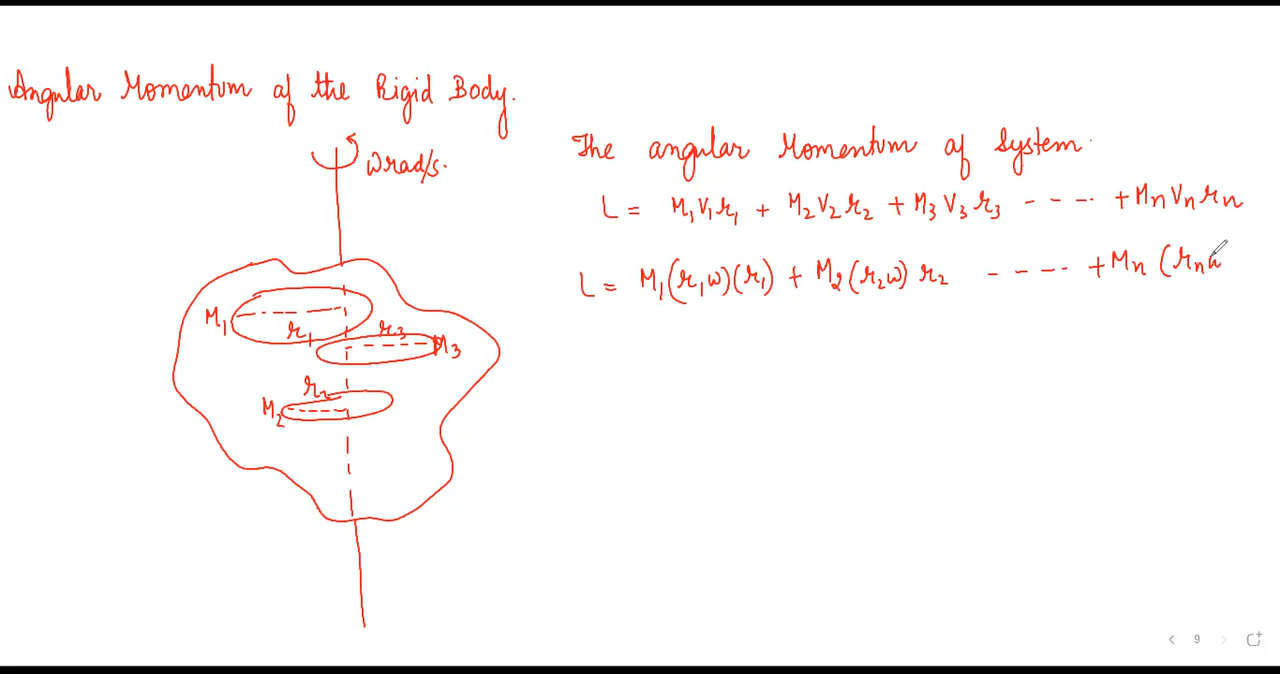 Angular Momentum of the Rigid Body.
ω rad/s.
M1
r1
r3
M3
r2
M2
The angular Momentum of System.
L = M1V1r1 + M2V2r2 + M3V3r3 ---- + MnVnrn
L = M1(r1ω)(r1) + M2(r2ω)r2 ---- + Mn(rn
9